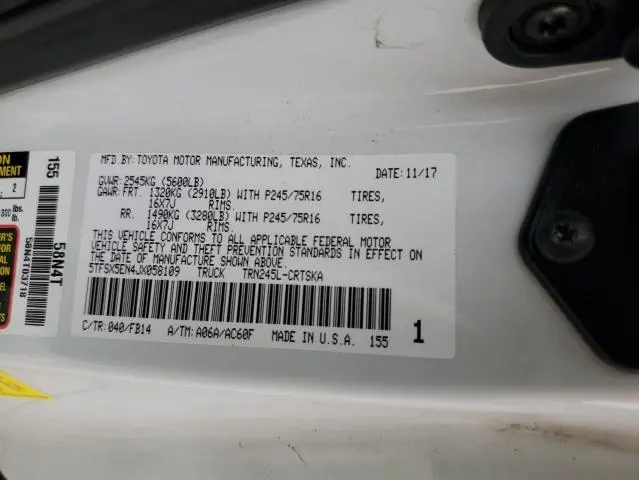 MFD.BY:TOYOTA MOTOR MANUFACTURING, TEXAS, INC.
DATE:11/17
GVWR:2545KG (5600LB)
GAWR:FRT. 1320KG (2910LB) WITH P245/75R16 TIRES,
16X7J RIMS.
RR. 1490KG (3280LB) WITH P245/75R16 TIRES,
16X7J RIMS.
THIS VEHICLE CONFORMS TO ALL APPLICABLE FEDERAL MOTOR
VEHICLE SAFETY AND THEFT PREVENTION STANDARDS IN EFFECT ON
THE DATE OF MANUFACTURE SHOWN ABOVE.
5TFSX5EN4JX058109 TRUCK TRN245L-CRTSKA
C/TR:040/FB14 A/TM:A06A/AC60F MADE IN U.S.A. 155
1
155
58N4T
58N4T03718
2
lbs.